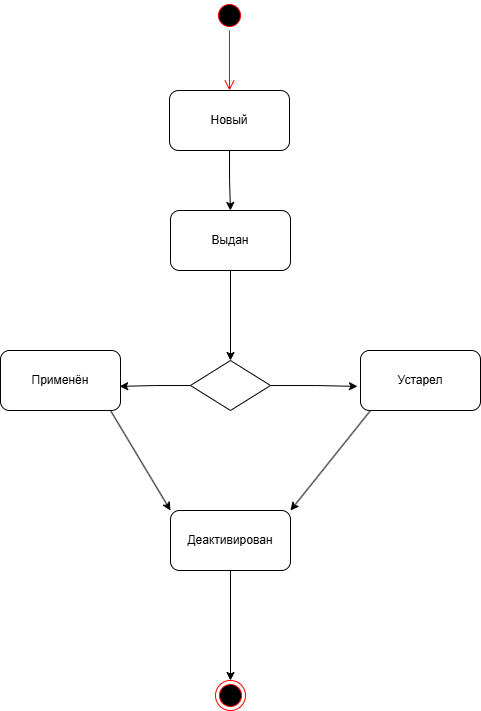 Новый
Выдан
Применён
Устарел
Деактивирован